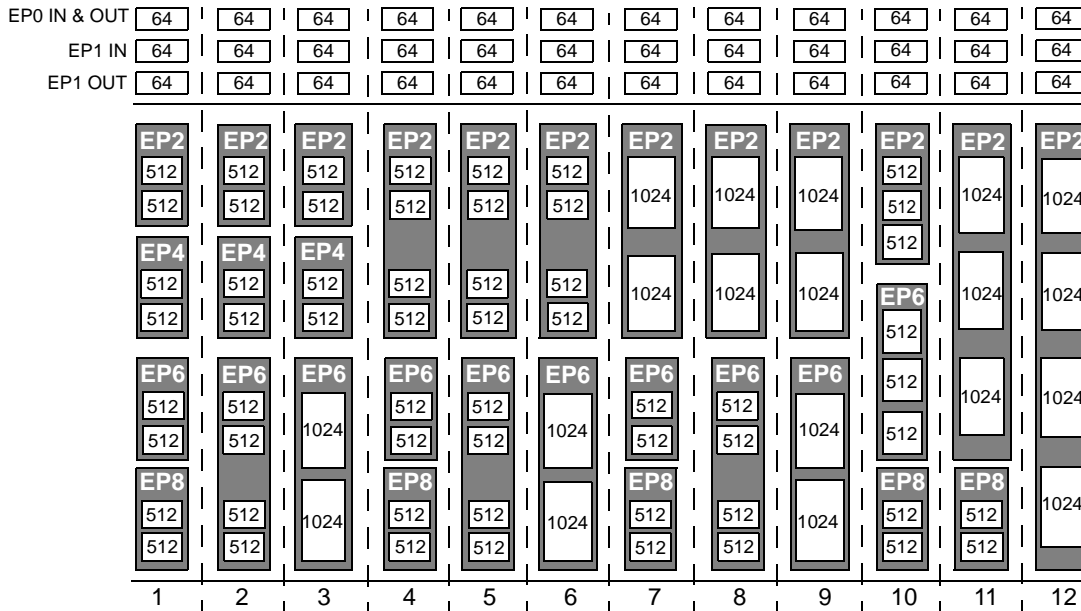 EP0 IN & OUT 64 64 64 64 64 64 64 64 64 64 64 64
EP1 IN 64 64 64 64 64 64 64 64 64 64 64 64
EP1 OUT 64 64 64 64 64 64 64 64 64 64 64 64
EP2 EP2 EP2 EP2 EP2 EP2 EP2 EP2 EP2 EP2 EP2 EP2
512 512 512 512 512 512 512
512 512 512 512 512 512 1024 1024 1024 512 1024 1024
EP4 EP4 EP4 512
512 512 512 512 512 512 1024 1024 1024 EP6 1024 1024
512 512 512 512 512 512 512
EP6 EP6 EP6 EP6 EP6 EP6 EP6 EP6 EP6 512
512 512 512 512 512 512 1024 1024
512 512 1024 512 512 1024 512 512 1024 512
EP8 EP8 EP8 EP8 EP8
512 512 1024 512 512 1024 512 512 1024 512 512 1024
512 512 512 512 512 512 512 512
1 2 3 4 5 6 7 8 9 10 11 12